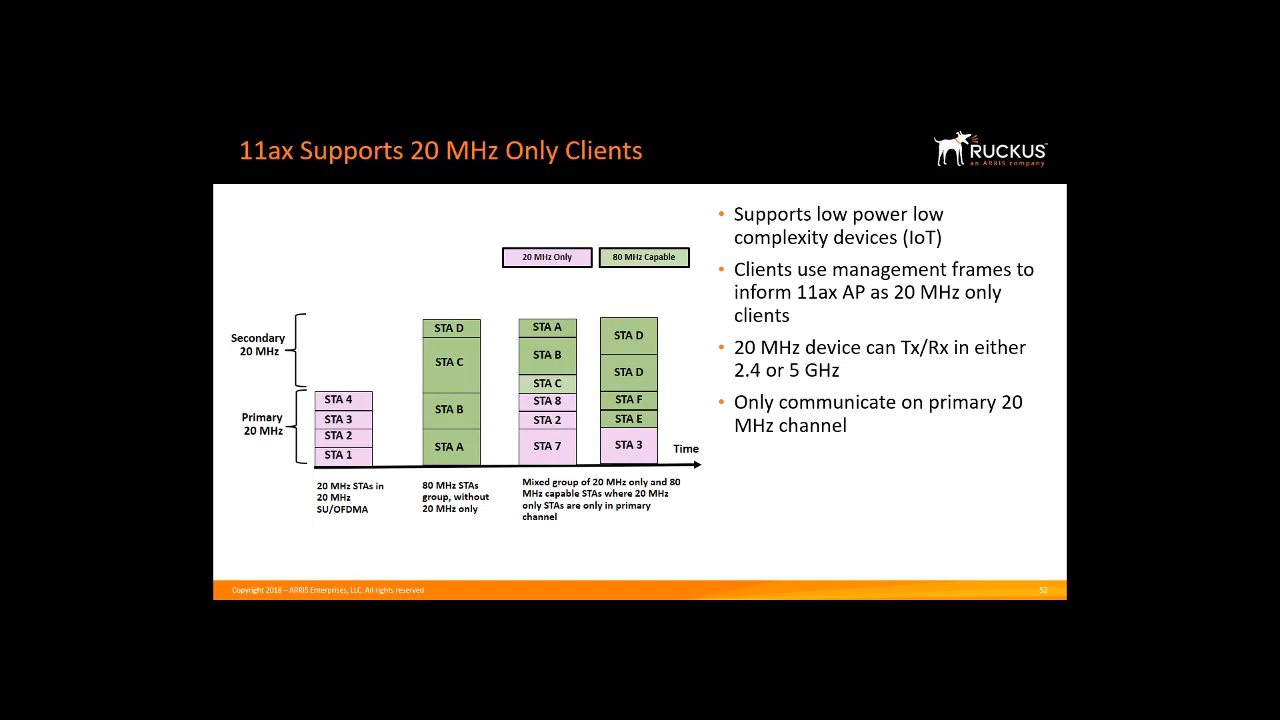 11ax Supports 20 MHz Only Clients
RUCKUS
an ARRIS company
20 MHz Only
80 MHz Capable
Secondary
20 MHz
Primary
20 MHz
STA 4
STA 3
STA 2
STA 1
STA D
STA C
STA B
STA A
STA A
STA B
STA C
STA 8
STA 2
STA 7
STA D
STA D
STA F
STA E
STA 3
Time
20 MHz STAs in
20 MHz
SU/OFDMA
80 MHz STAs
group, without
20 MHz only
Mixed group of 20 MHz only and 80
MHz capable STAs where 20 MHz
only STAs are only in primary
channel
• Supports low power low
complexity devices (IoT)
• Clients use management frames to
inform 11ax AP as 20 MHz only
clients
• 20 MHz device can Tx/Rx in either
2.4 or 5 GHz
• Only communicate on primary 20
MHz channel
Copyright 2018 – ARRIS Enterprises, LLC. All rights reserved
52